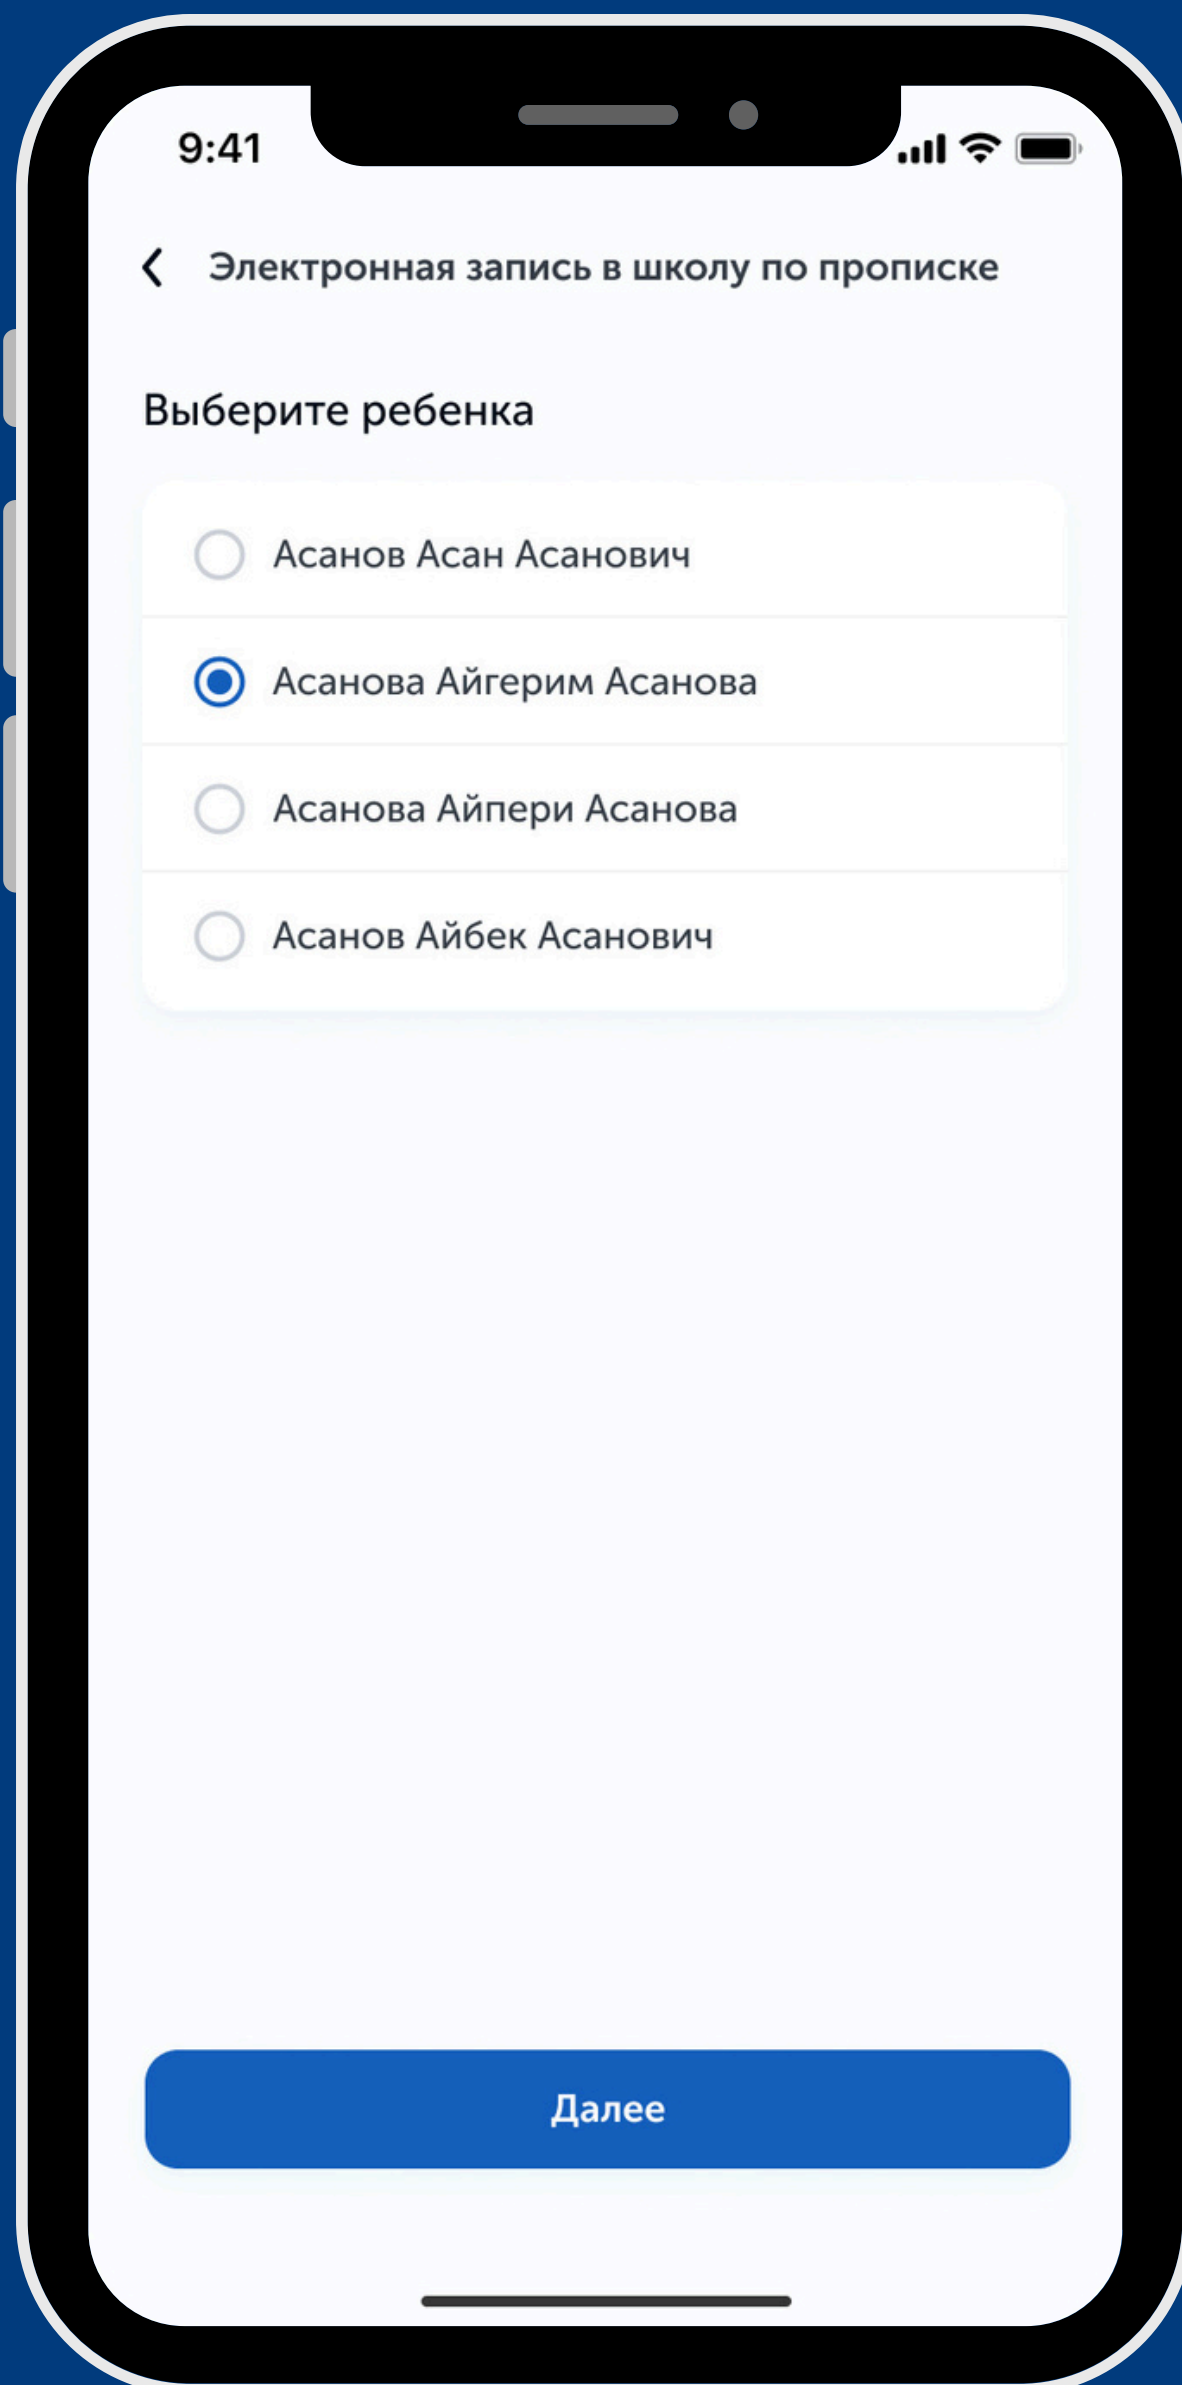 9:41
Электронная запись в школу по прописке
Выберите ребенка
Асанов Асан Асанович
Асанова Айгерим Асанова
Асанова Айпери Асанова
Асанов Айбек Асанович
Далее